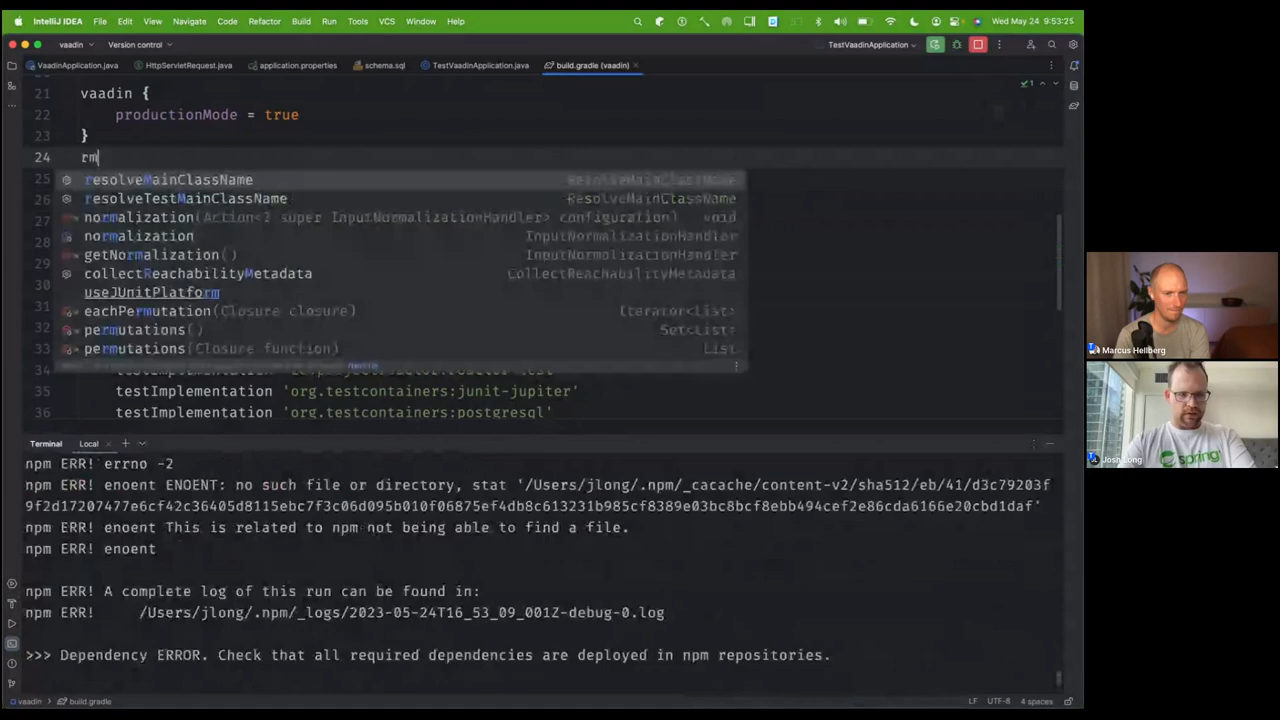 IntelliJ IDEA File Edit View Navigate Code Refactor Build Run Tools VCS Window Help Wed May 24 9:53:25
vaadin Version control TestVaadinApplication
VaadinApplication.java HttpServletRequest.java application.properties schema.sql TestVaadinApplication.java build.gradle (vaadin)
21 vaadin { 1
22 productionMode = true
23 }
24 rm
25 resolveMainClassName ResolveMainClassName
26 resolveTestMainClassName ResolveMainClassName
27 normalization(Action<? super InputNormalizationHandler> configuration) void
28 normalization InputNormalizationHandler
29 getNormalization() InputNormalizationHandler
30 collectReachabilityMetadata CollectReachabilityMetadata
useJUnitPlatform
31 eachPermutation(Closure closure) Iterator<List>
32 permutations() Set<List>
33 permutations(Closure function) List
34
35 testImplementation 'org.testcontainers:junit-jupiter'
36 testImplementation 'org.testcontainers:postgresql'
Terminal Local
npm ERR! errno -2
npm ERR! enoent ENOENT: no such file or directory, stat '/Users/jlong/.npm/_cacache/content-v2/sha512/eb/41/d3c79203f
9f2d17207477e6cf42c36405d8115ebc7f3c06d095b010f06875ef4db8c613231b985cf8389e03bc8bcf8ebb494cef2e86cda6166e20cbd1daf'
npm ERR! enoent This is related to npm not being able to find a file.
npm ERR! enoent
npm ERR! A complete log of this run can be found in:
npm ERR! /Users/jlong/.npm/_logs/2023-05-24T16_53_09_001Z-debug-0.log
>>> Dependency ERROR. Check that all required dependencies are deployed in npm repositories.
vaadin > build.gradle LF UTF-8 4 spaces
Marcus Hellberg
spring
Josh Long